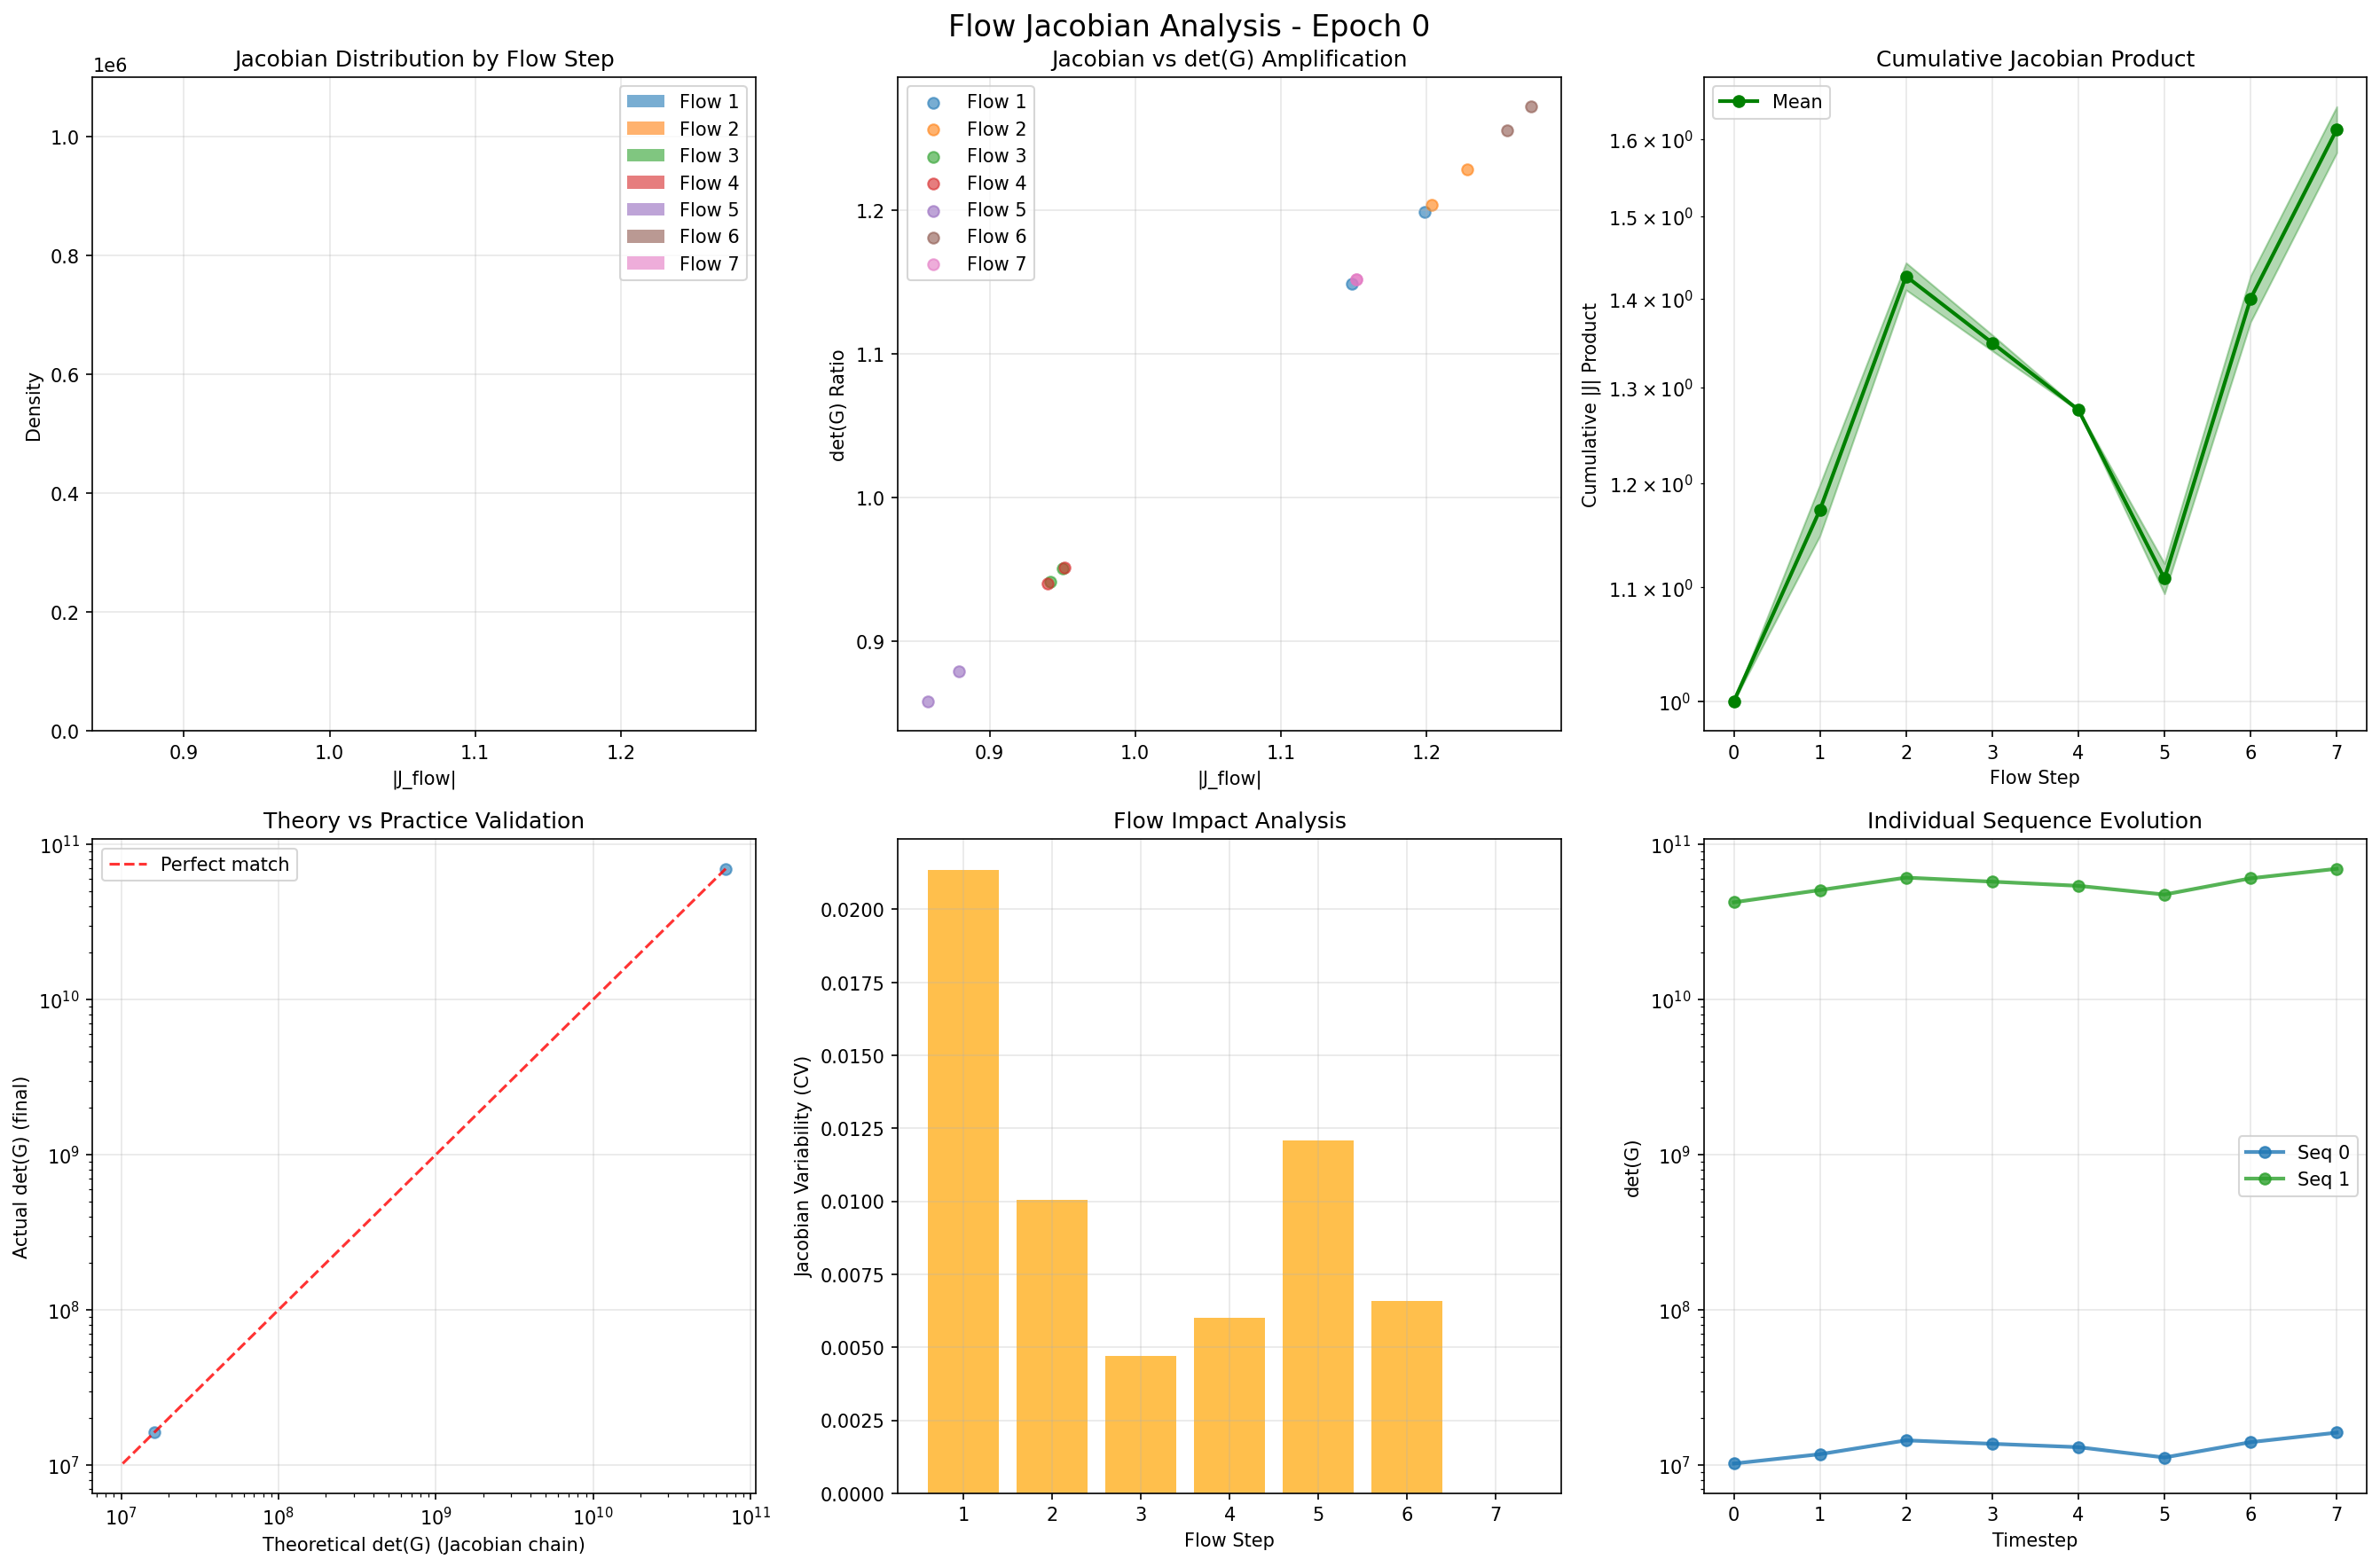 Flow Jacobian Analysis - Epoch 0
Jacobian Distribution by Flow Step
1e6
Density
1.0
0.8
0.6
0.4
0.2
0.0
0.9 1.0 1.1 1.2
|J_flow|
Flow 1
Flow 2
Flow 3
Flow 4
Flow 5
Flow 6
Flow 7
Jacobian vs det(G) Amplification
det(G) Ratio
1.2
1.1
1.0
0.9
0.9 1.0 1.1 1.2
|J_flow|
Flow 1
Flow 2
Flow 3
Flow 4
Flow 5
Flow 6
Flow 7
Cumulative Jacobian Product
Cumulative |J| Product
1.6 × 10⁰
1.5 × 10⁰
1.4 × 10⁰
1.3 × 10⁰
1.2 × 10⁰
1.1 × 10⁰
10⁰
0 1 2 3 4 5 6 7
Flow Step
Mean
Theory vs Practice Validation
Actual det(G) (final)
10¹¹
10¹⁰
10⁹
10⁸
10⁷
10⁷ 10⁸ 10⁹ 10¹⁰ 10¹¹
Theoretical det(G) (Jacobian chain)
Perfect match
Flow Impact Analysis
Jacobian Variability (CV)
0.0200
0.0175
0.0150
0.0125
0.0100
0.0075
0.0050
0.0025
0.0000
1 2 3 4 5 6 7
Flow Step
Individual Sequence Evolution
det(G)
10¹¹
10¹⁰
10⁹
10⁸
10⁷
0 1 2 3 4 5 6 7
Timestep
Seq 0
Seq 1